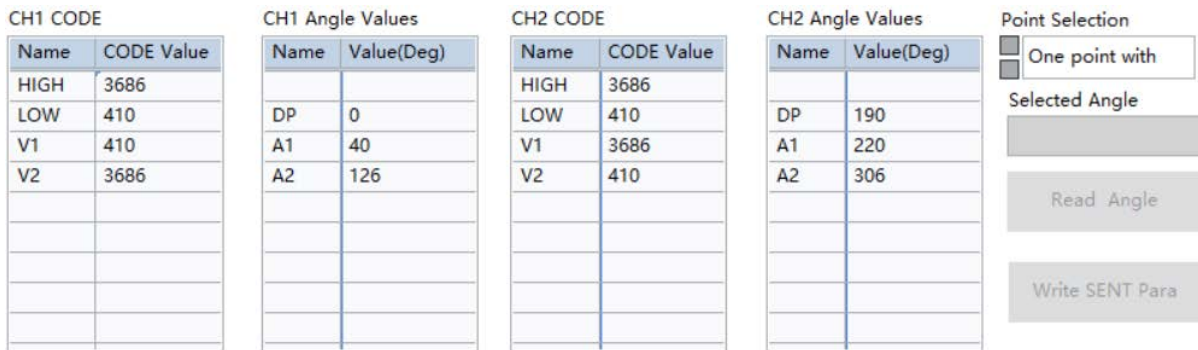 CH1 CODE
Name CODE Value
HIGH 3686
LOW 410
V1 410
V2 3686
CH1 Angle Values
Name Value(Deg)
DP 0
A1 40
A2 126
CH2 CODE
Name CODE Value
HIGH 3686
LOW 410
V1 3686
V2 410
CH2 Angle Values
Name Value(Deg)
DP 190
A1 220
A2 306
Point Selection
One point with
Selected Angle
Read Angle
Write SENT Para